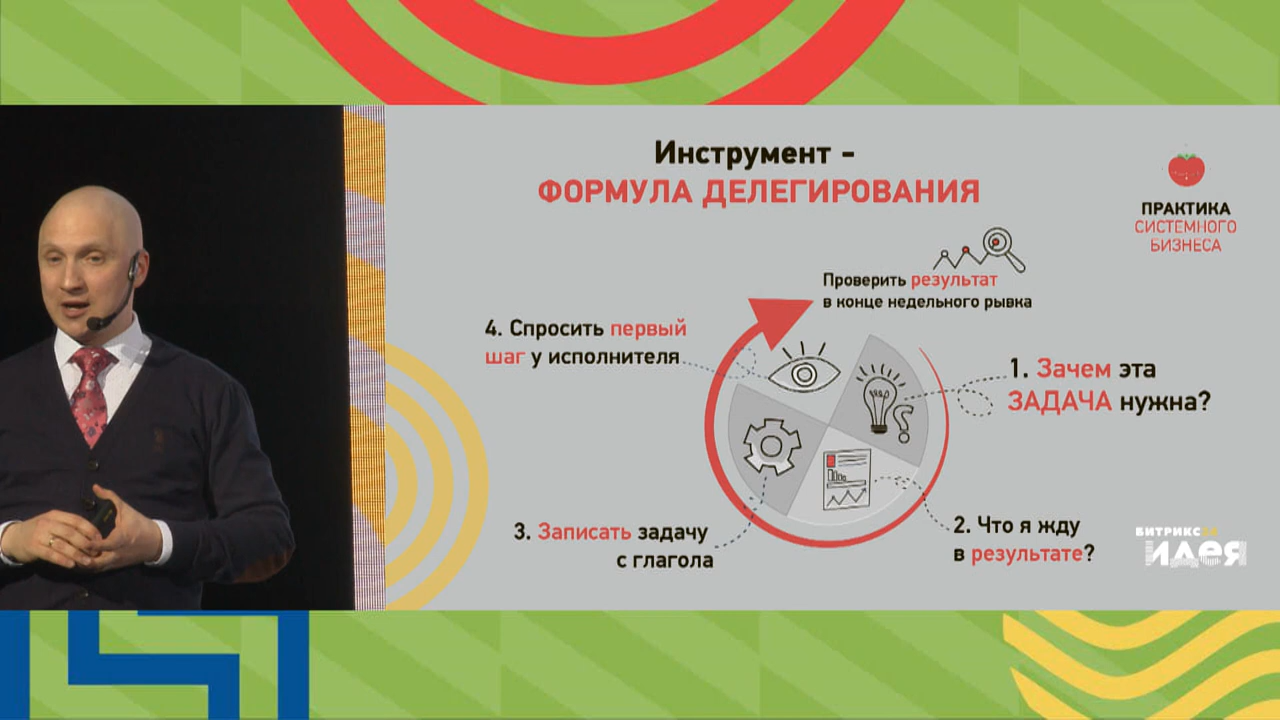 Инструмент –
ФОРМУЛА ДЕЛЕГИРОВАНИЯ
ПРАКТИКА
СИСТЕМНОГО
БИЗНЕСА
Проверить результат
в конце недельного рывка
1. Зачем эта
ЗАДАЧА нужна?
2. Что я жду
в результате?
3. Записать задачу
с глагола
4. Спросить первый
шаг у исполнителя
БИТРИКС24
идея